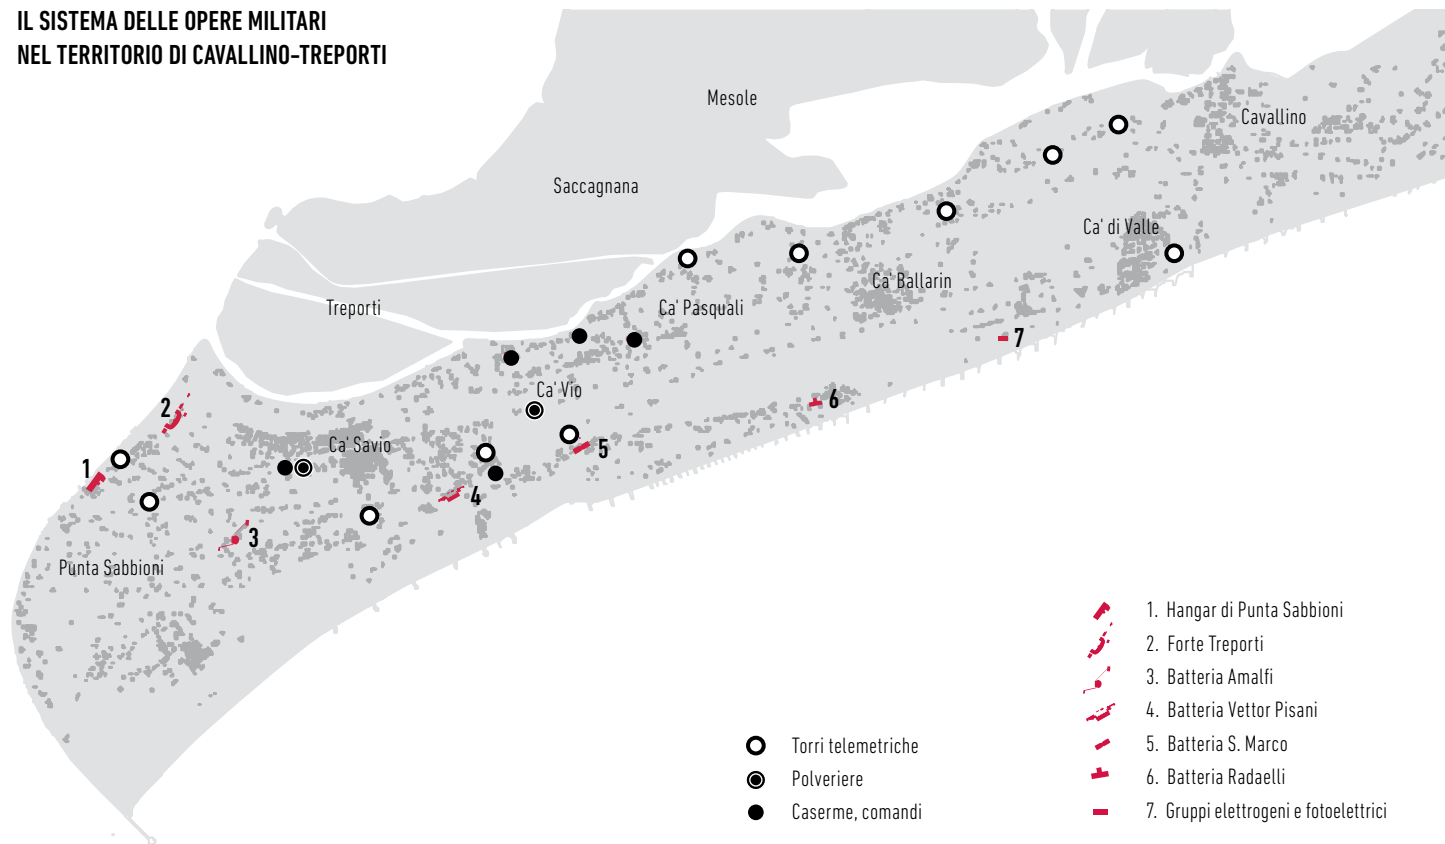 IL SISTEMA DELLE OPERE MILITARI
NEL TERRITORIO DI CAVALLINO-TREPORTI
Mesole
Cavallino
Saccagnana
Ca' di Valle
Ca' Ballarin
Treporti
Ca' Pasquali
7
Ca' Vio
6
2
Ca' Savio
5
1
4
3
Punta Sabbioni
Torri telemetriche
Polveriere
Caserme, comandi
1. Hangar di Punta Sabbioni
2. Forte Treporti
3. Batteria Amalfi
4. Batteria Vettor Pisani
5. Batteria S. Marco
6. Batteria Radaelli
7. Gruppi elettrogeni e fotoelettrici